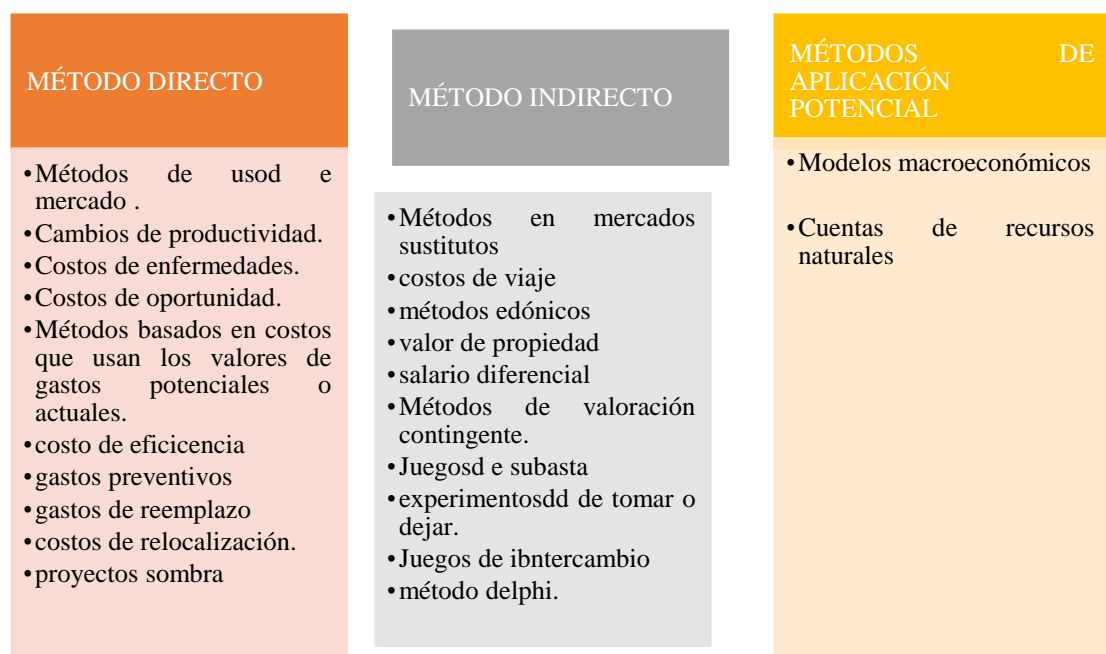 MÉTODO DIRECTO
•Métodos de usod e
mercado .
•Cambios de productividad.
•Costos de enfermedades.
•Costos de oportunidad.
•Métodos basados en costos
que usan los valores de
gastos potenciales o
actuales.
•costo de eficicencia
•gastos preventivos
•gastos de reemplazo
•costos de relocalización.
•proyectos sombra
MÉTODO INDIRECTO
•Métodos en mercados
sustitutos
•costos de viaje
•métodos edónicos
•valor de propiedad
•salario diferencial
•Métodos de valoración
contingente.
•Juegosd e subasta
•experimentosdd de tomar o
dejar.
•Juegos de ibntercambio
•método delphi.
MÉTODOS DE
APLICACIÓN
POTENCIAL
•Modelos macroeconómicos
•Cuentas de recursos
naturales